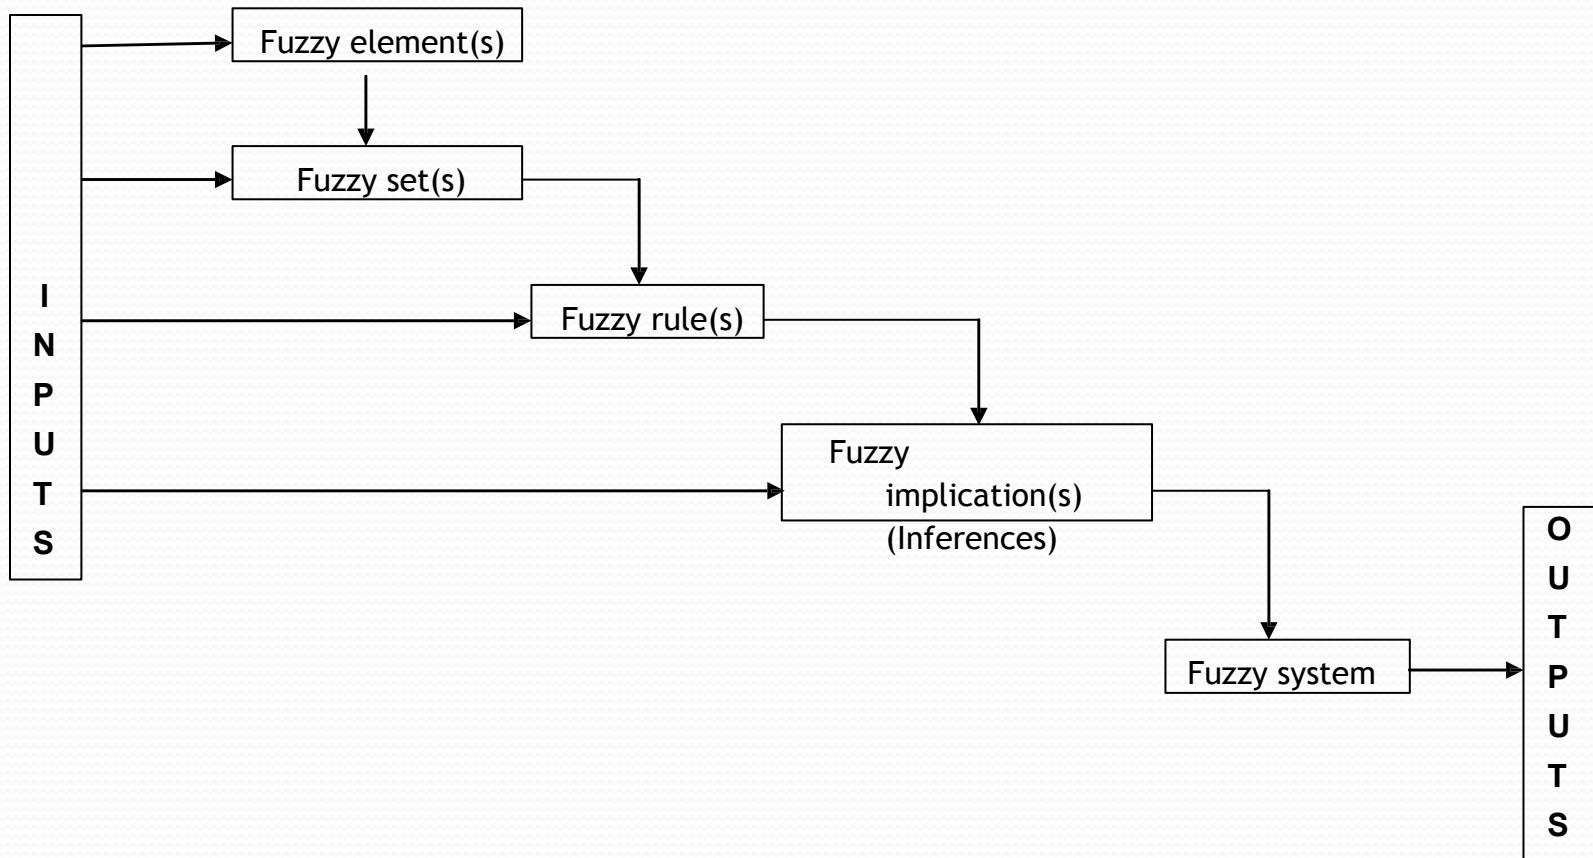 Fuzzy element(s)
Fuzzy set(s)
I
N
P
U
T
S
Fuzzy rule(s)
Fuzzy
implication(s)
(Inferences)
Fuzzy system
O
U
T
P
U
T
S